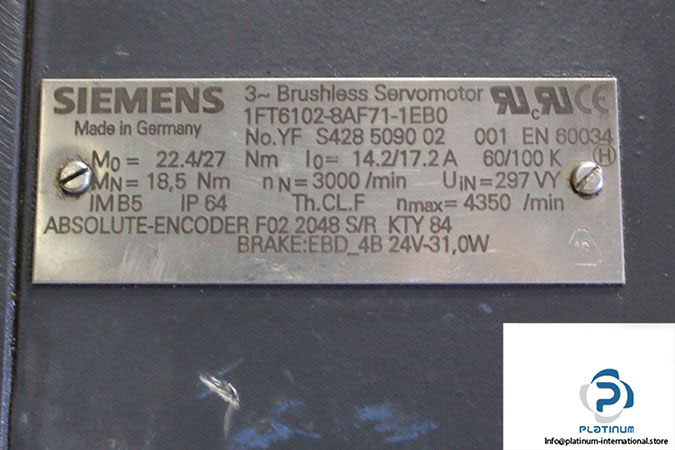 SIEMENS 3~ Brushless Servomotor
1FT6102-8AF71-1EB0
Made in Germany
No.YF S428 5090 02 001 EN 60034
M0 = 22.4/27 Nm I0 = 14.2/17.2 A 60/100 K H
MN = 18,5 Nm nN = 3000 /min UIN = 297 VY
IM B5 IP 64 Th.CL.F nmax = 4350 /min
ABSOLUTE-ENCODER F02 2048 S/R KTY 84
BRAKE:EBD_4B 24V-31,0W
PLATINUM
Info@platinum-international.store